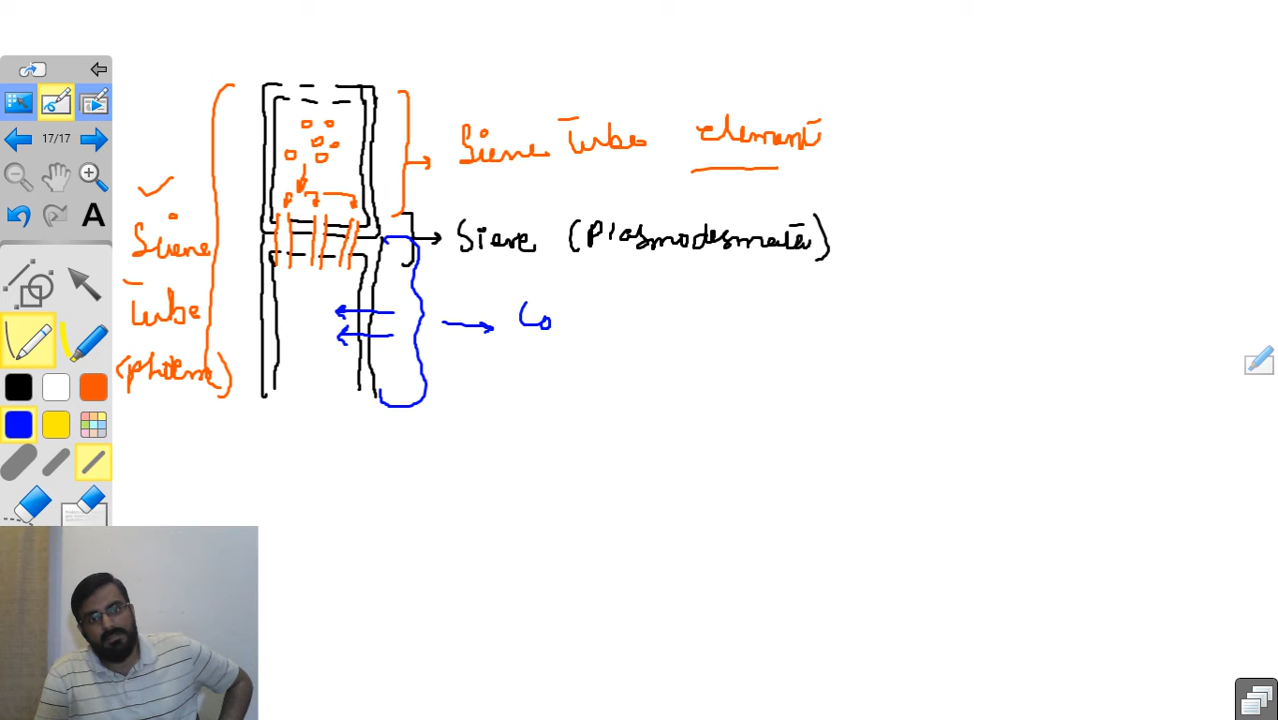 17/17
A
Sieve Tube element
Sieve (Plasmodesmata)
Sieve
Tube
(phloem)
Co